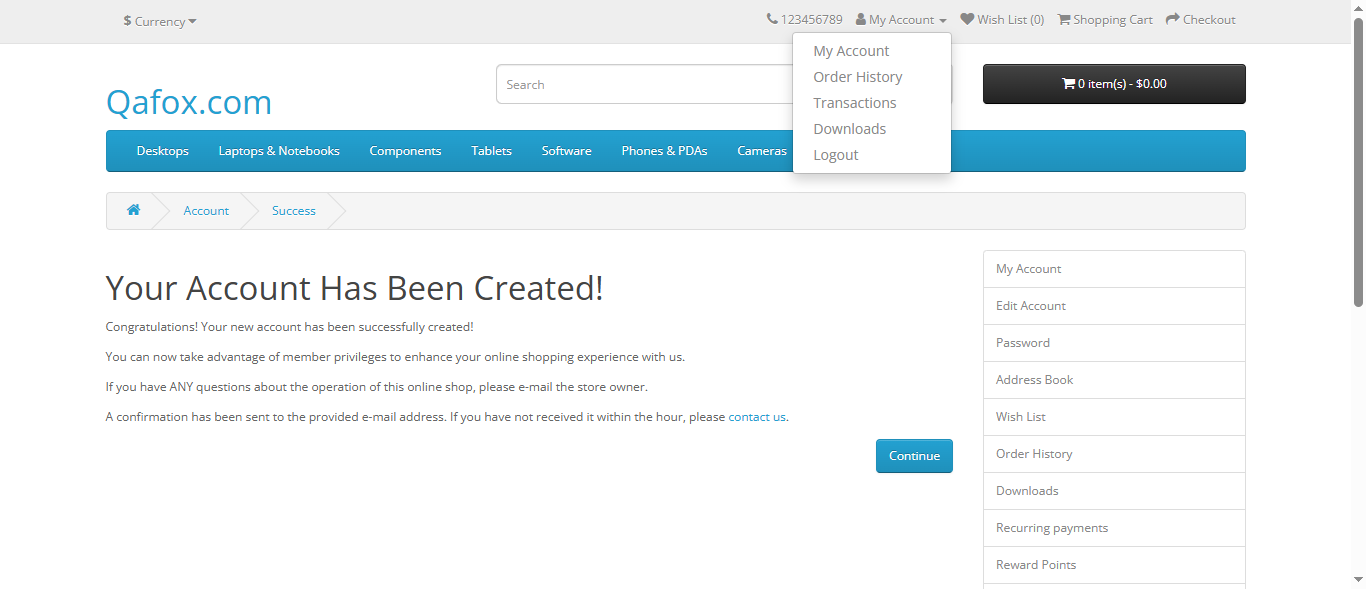 $ Currency
123456789 My Account Wish List (0) Shopping Cart Checkout
My Account
Order History
Transactions
Downloads
Logout
Qafox.com
Search
0 item(s) - $0.00
Desktops Laptops & Notebooks Components Tablets Software Phones & PDAs Cameras
Account Success
Your Account Has Been Created!
Congratulations! Your new account has been successfully created!
You can now take advantage of member privileges to enhance your online shopping experience with us.
If you have ANY questions about the operation of this online shop, please e-mail the store owner.
A confirmation has been sent to the provided e-mail address. If you have not received it within the hour, please contact us.
Continue
My Account
Edit Account
Password
Address Book
Wish List
Order History
Downloads
Recurring payments
Reward Points